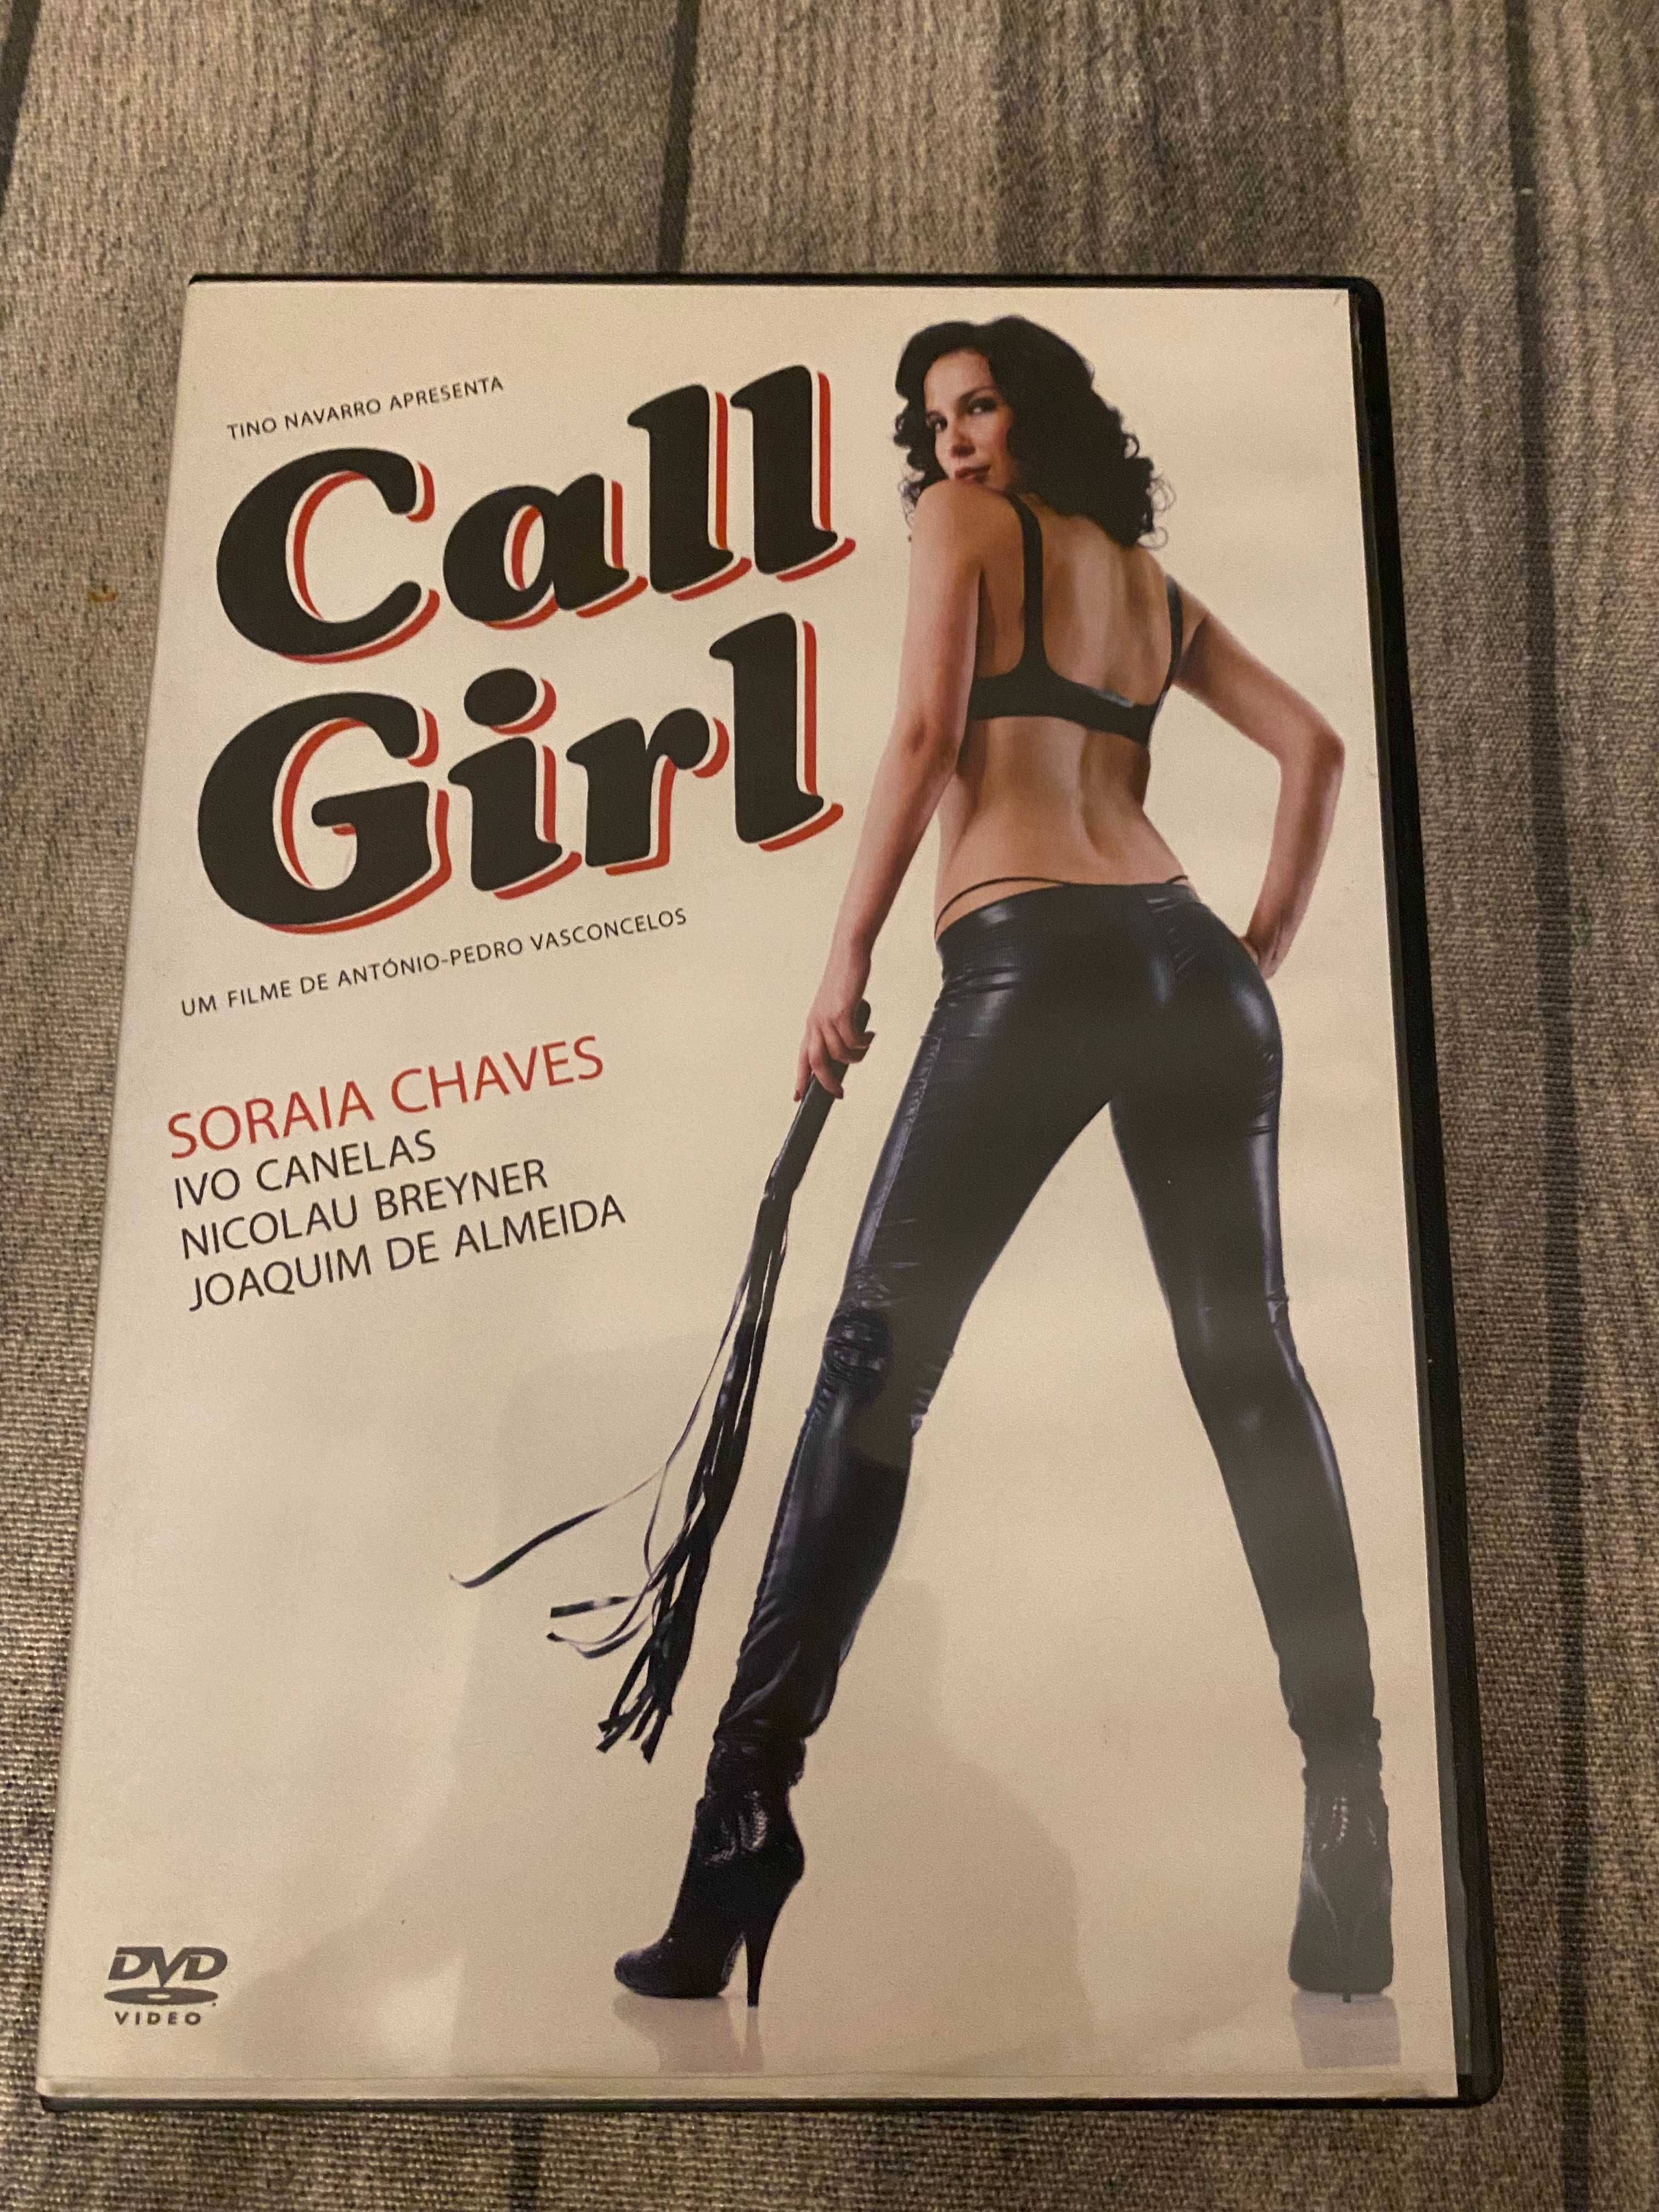 TINO NAVARRO APRESENTA
Call
Girl
UM FILME DE ANTÓNIO-PEDRO VASCONCELOS
SORAIA CHAVES
IVO CANELAS
NICOLAU BREYNER
JOAQUIM DE ALMEIDA
DVD
VIDEO